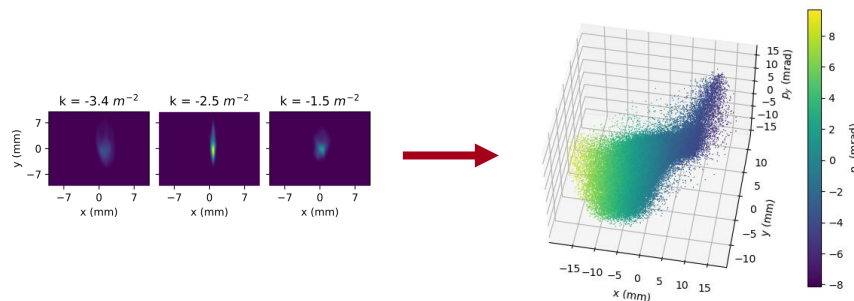 k = -3.4 m⁻²
k = -2.5 m⁻²
k = -1.5 m⁻²
y (mm)
7
0
−7
−7 0 7
−7 0 7
−7 0 7
x (mm)
x (mm)
x (mm)
15
10
5
0
−5
−10
−15
p_y (mrad)
10
5
0
−5
−10
y (mm)
−15 −10 −5 0 5 10 15
x (mm)
8
6
4
2
0
−2
−4
−6
−8
(mrad)